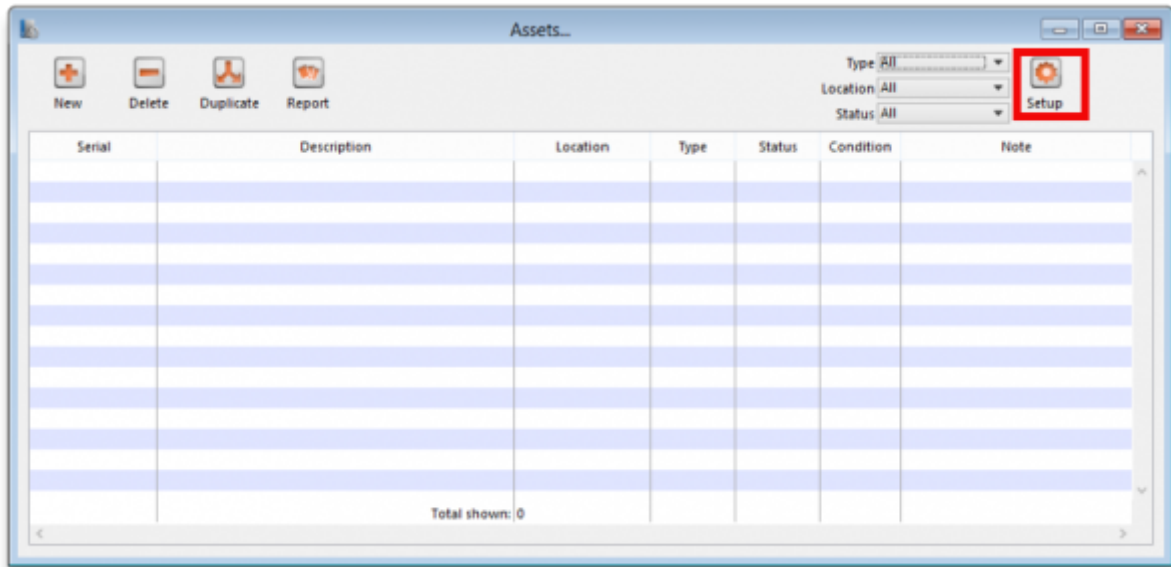 Assets...
New Delete Duplicate Report
Type All
Location All
Status All
Setup
Serial Description Location Type Status Condition Note
Total shown: 0